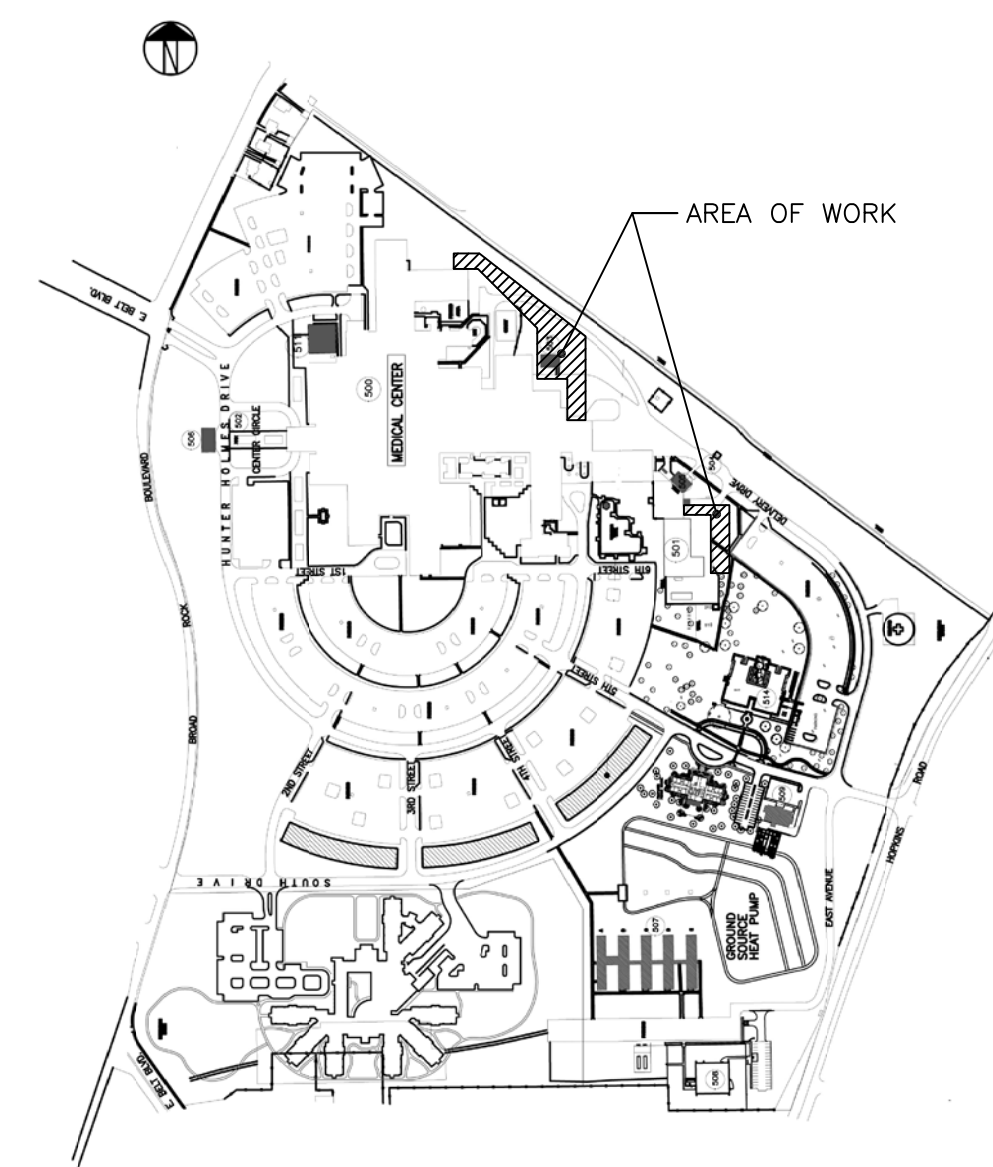 N
AREA OF WORK
E. BELT BLVD.
511
500
MEDICAL CENTER
HUNTER HOLMES DRIVE
502
CENTER CIRCLE
506
BOULEVARD
ROCK
BROAD
DELIVERY DRIVE
501
1ST STREET
6TH STREET
5TH STREET
514
2ND STREET
3RD STREET
4TH STREET
509
ROAD
HOPKINS
EAST AVENUE
SOUTH DRIVE
GROUND
SOURCE
HEAT PUMP
507
508
E. BELT BLVD.